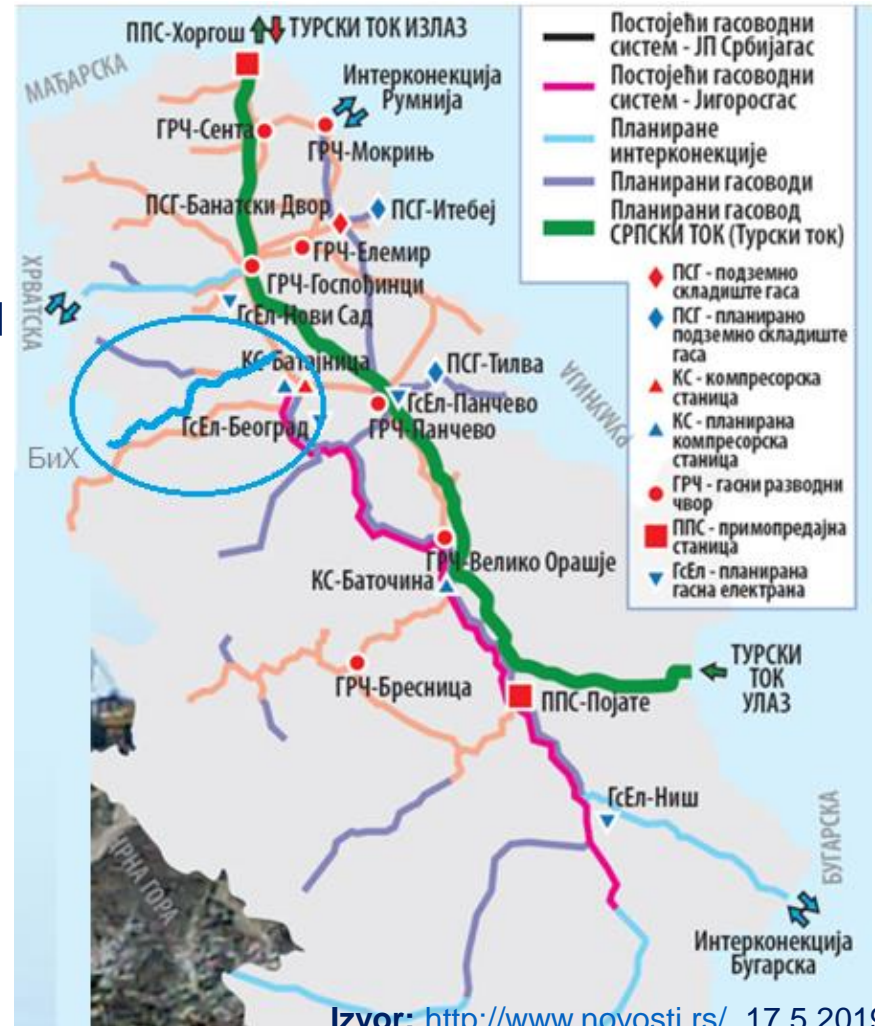 ППС-Хоргош ТУРСКИ ТОК ИЗЛАЗ
МАЂАРСКА
Интерконекција
Румнија
ГРЧ-Сента
ГРЧ-Мокрињ
ПСГ-Банатски Двор
ПСГ-Итебеј
ГРЧ-Елемир
ХРВАТСКА
ГРЧ-Госпођинци
ГсЕл-Нови Сад
КС-Батајница
ПСГ-Тилва
РУМУНИЈА
ГсЕл-Панчево
ГсЕл-Београд
ГРЧ-Панчево
БиХ
ГРЧ-Велико Орашје
КС-Баточина
ГРЧ-Бресница
ППС-Појате
ТУРСКИ
ТОК
УЛАЗ
ГсЕл-Ниш
БУГАРСКА
ЦРНА ГОРА
Интерконекција
Бугарска
Постојећи гасоводни
систем - ЈП Србијагас
Постојећи гасоводни
систем - Југоросгас
Планиране
интерконекције
Планирани гасоводи
Планирани гасовод
СРПСКИ ТОК (Турски ток)
ПСГ - подземно
складиште гаса
ПСГ - планирано
подземно складиште
гаса
КС - компресорска
станица
КС - планирана
компресорска
станица
ГРЧ - гасни разводни
чвор
ППС - примопредајна
станица
ГсЕл - планирана
гасна електрана
Izvor: http://www.novosti.rs/ 17.5.2019